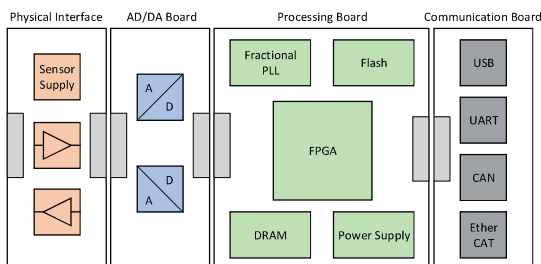 Physical Interface
AD/DA Board
Processing Board
Communication Board
Sensor
Supply
A
D
D
A
Fractional
PLL
Flash
FPGA
DRAM
Power Supply
USB
UART
CAN
Ether
CAT